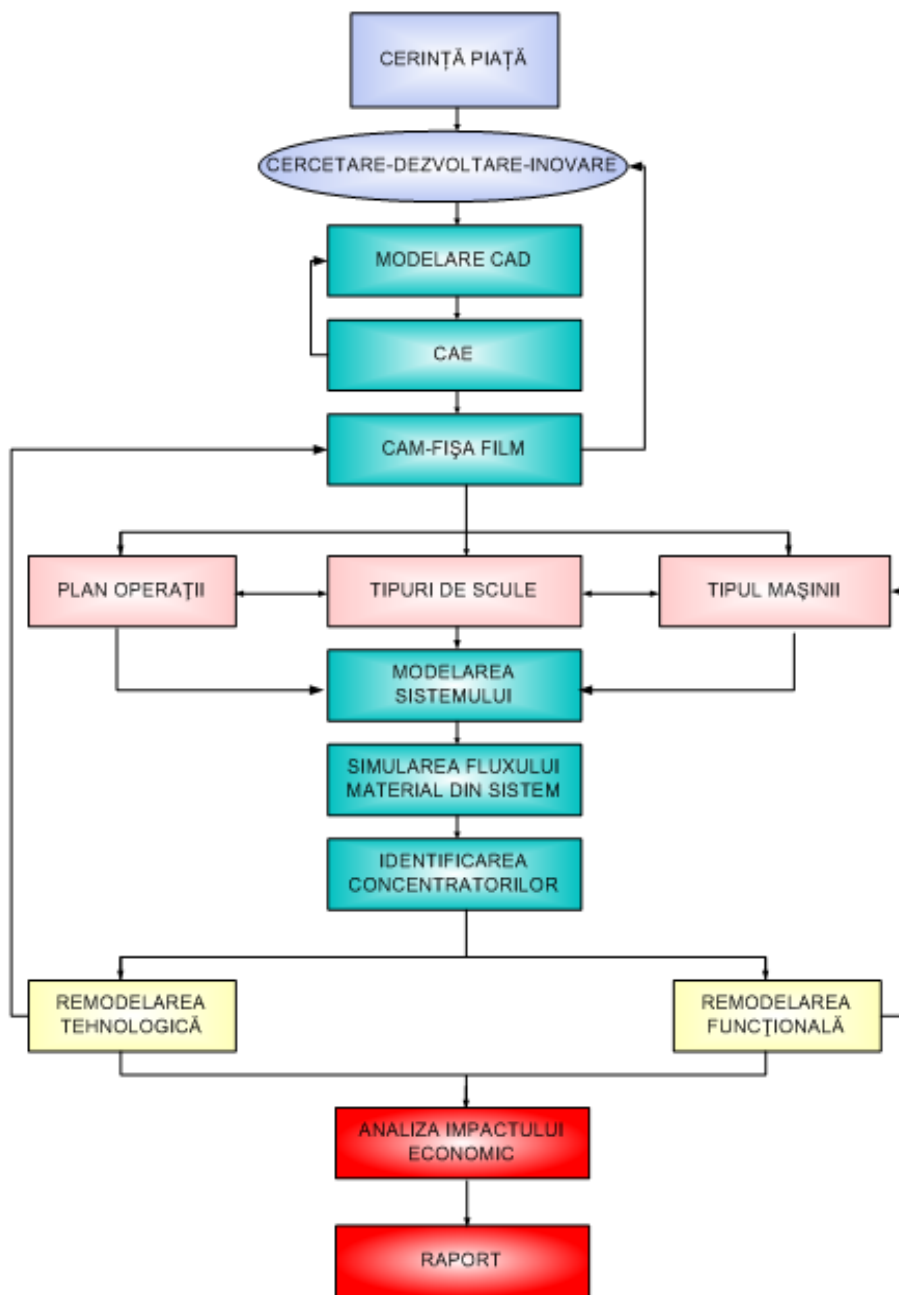 CERINȚĂ PIAȚĂ
CERCETARE-DEZVOLTARE-INOVARE
MODELARE CAD
CAE
CAM-FIŞA FILM
PLAN OPERAŢII
TIPURI DE SCULE
TIPUL MAŞINII
MODELAREA
SISTEMULUI
SIMULAREA FLUXULUI
MATERIAL DIN SISTEM
IDENTIFICAREA
CONCENTRATORILOR
REMODELAREA
TEHNOLOGICĂ
REMODELAREA
FUNCŢIONALĂ
ANALIZA IMPACTULUI
ECONOMIC
RAPORT